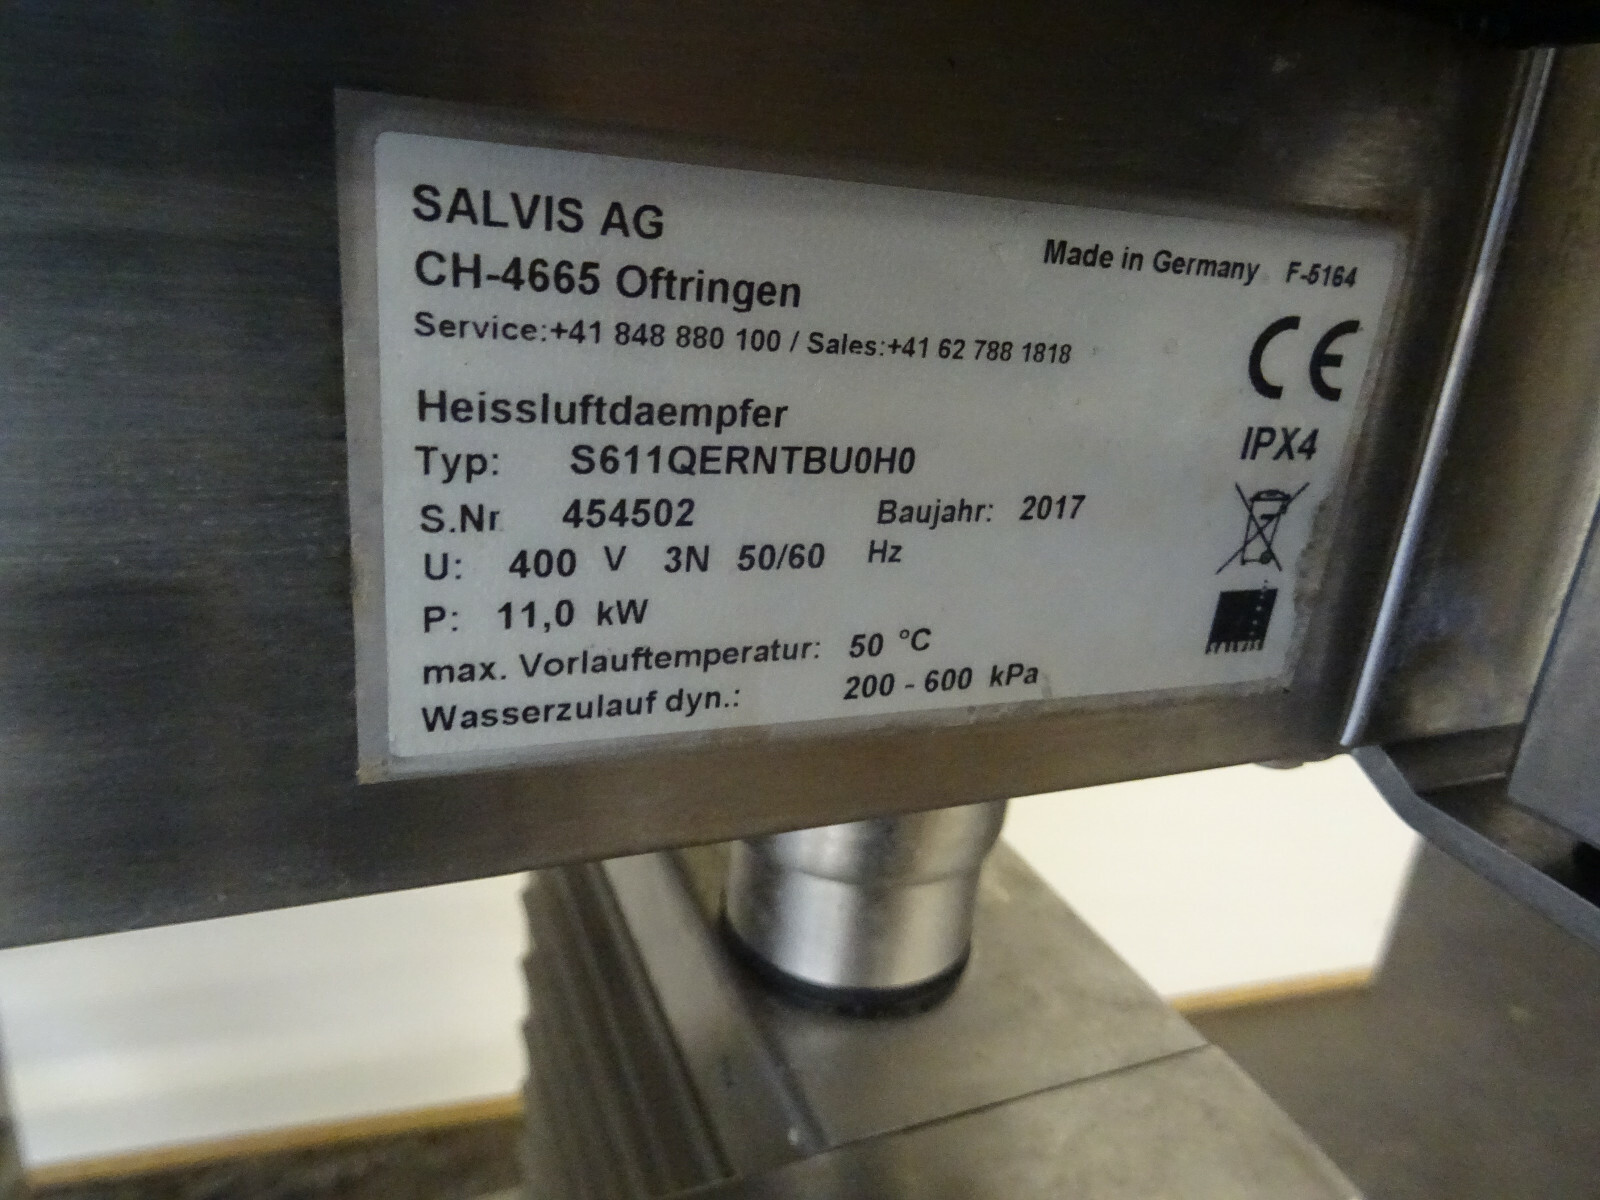 SALVIS AG
CH-4665 Oftringen
Made in Germany F-5164
Service:+41 848 880 100 / Sales:+41 62 788 1818
CE
Heissluftdaempfer
IPX4
Typ: S611QERNTBU0H0
S.Nr 454502 Baujahr: 2017
U: 400 V 3N 50/60 Hz
P: 11,0 kW
max. Vorlauftemperatur: 50 °C
Wasserzulauf dyn.: 200 - 600 kPa